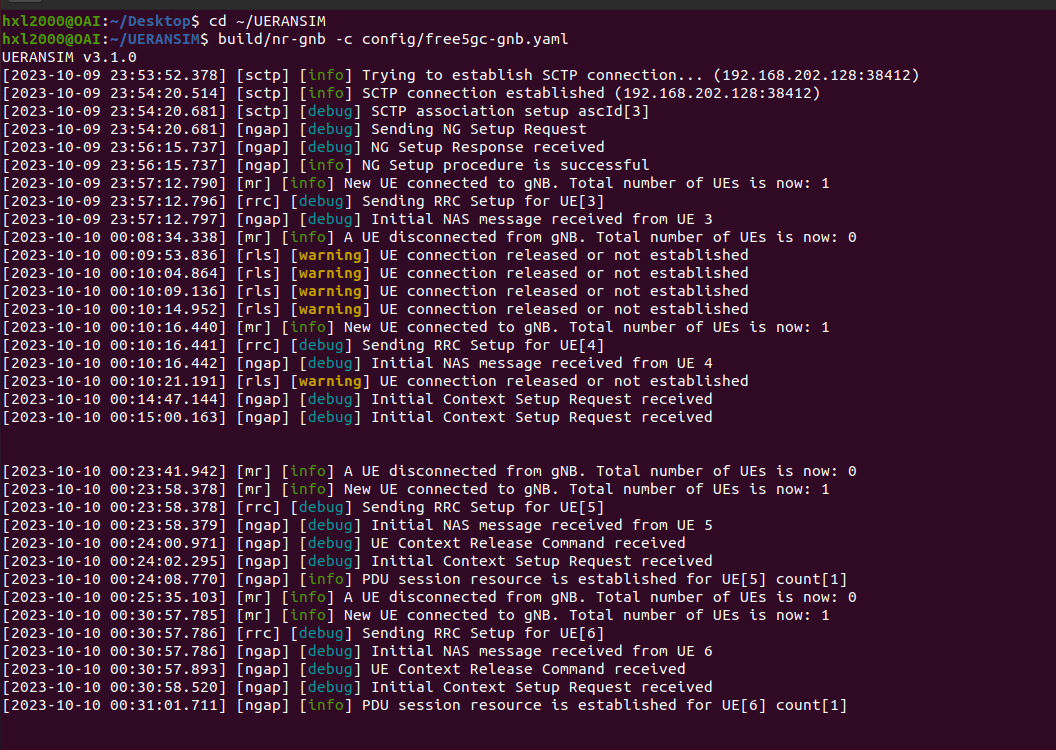 hxl2000@OAI:~/Desktop$ cd ~/UERANSIM
hxl2000@OAI:~/UERANSIM$ build/nr-gnb -c config/free5gc-gnb.yaml
UERANSIM v3.1.0
[2023-10-09 23:53:52.378] [sctp] [info] Trying to establish SCTP connection... (192.168.202.128:38412)
[2023-10-09 23:54:20.514] [sctp] [info] SCTP connection established (192.168.202.128:38412)
[2023-10-09 23:54:20.681] [sctp] [debug] SCTP association setup ascId[3]
[2023-10-09 23:54:20.681] [ngap] [debug] Sending NG Setup Request
[2023-10-09 23:56:15.737] [ngap] [debug] NG Setup Response received
[2023-10-09 23:56:15.737] [ngap] [info] NG Setup procedure is successful
[2023-10-09 23:57:12.790] [mr] [info] New UE connected to gNB. Total number of UEs is now: 1
[2023-10-09 23:57:12.796] [rrc] [debug] Sending RRC Setup for UE[3]
[2023-10-09 23:57:12.797] [ngap] [debug] Initial NAS message received from UE 3
[2023-10-10 00:08:34.338] [mr] [info] A UE disconnected from gNB. Total number of UEs is now: 0
[2023-10-10 00:09:53.836] [rls] [warning] UE connection released or not established
[2023-10-10 00:10:04.864] [rls] [warning] UE connection released or not established
[2023-10-10 00:10:09.136] [rls] [warning] UE connection released or not established
[2023-10-10 00:10:14.952] [rls] [warning] UE connection released or not established
[2023-10-10 00:10:16.440] [mr] [info] New UE connected to gNB. Total number of UEs is now: 1
[2023-10-10 00:10:16.441] [rrc] [debug] Sending RRC Setup for UE[4]
[2023-10-10 00:10:16.442] [ngap] [debug] Initial NAS message received from UE 4
[2023-10-10 00:10:21.191] [rls] [warning] UE connection released or not established
[2023-10-10 00:14:47.144] [ngap] [debug] Initial Context Setup Request received
[2023-10-10 00:15:00.163] [ngap] [debug] Initial Context Setup Request received
[2023-10-10 00:23:41.942] [mr] [info] A UE disconnected from gNB. Total number of UEs is now: 0
[2023-10-10 00:23:58.378] [mr] [info] New UE connected to gNB. Total number of UEs is now: 1
[2023-10-10 00:23:58.378] [rrc] [debug] Sending RRC Setup for UE[5]
[2023-10-10 00:23:58.379] [ngap] [debug] Initial NAS message received from UE 5
[2023-10-10 00:24:00.971] [ngap] [debug] UE Context Release Command received
[2023-10-10 00:24:02.295] [ngap] [debug] Initial Context Setup Request received
[2023-10-10 00:24:08.770] [ngap] [info] PDU session resource is established for UE[5] count[1]
[2023-10-10 00:25:35.103] [mr] [info] A UE disconnected from gNB. Total number of UEs is now: 0
[2023-10-10 00:30:57.785] [mr] [info] New UE connected to gNB. Total number of UEs is now: 1
[2023-10-10 00:30:57.786] [rrc] [debug] Sending RRC Setup for UE[6]
[2023-10-10 00:30:57.786] [ngap] [debug] Initial NAS message received from UE 6
[2023-10-10 00:30:57.893] [ngap] [debug] UE Context Release Command received
[2023-10-10 00:30:58.520] [ngap] [debug] Initial Context Setup Request received
[2023-10-10 00:31:01.711] [ngap] [info] PDU session resource is established for UE[6] count[1]